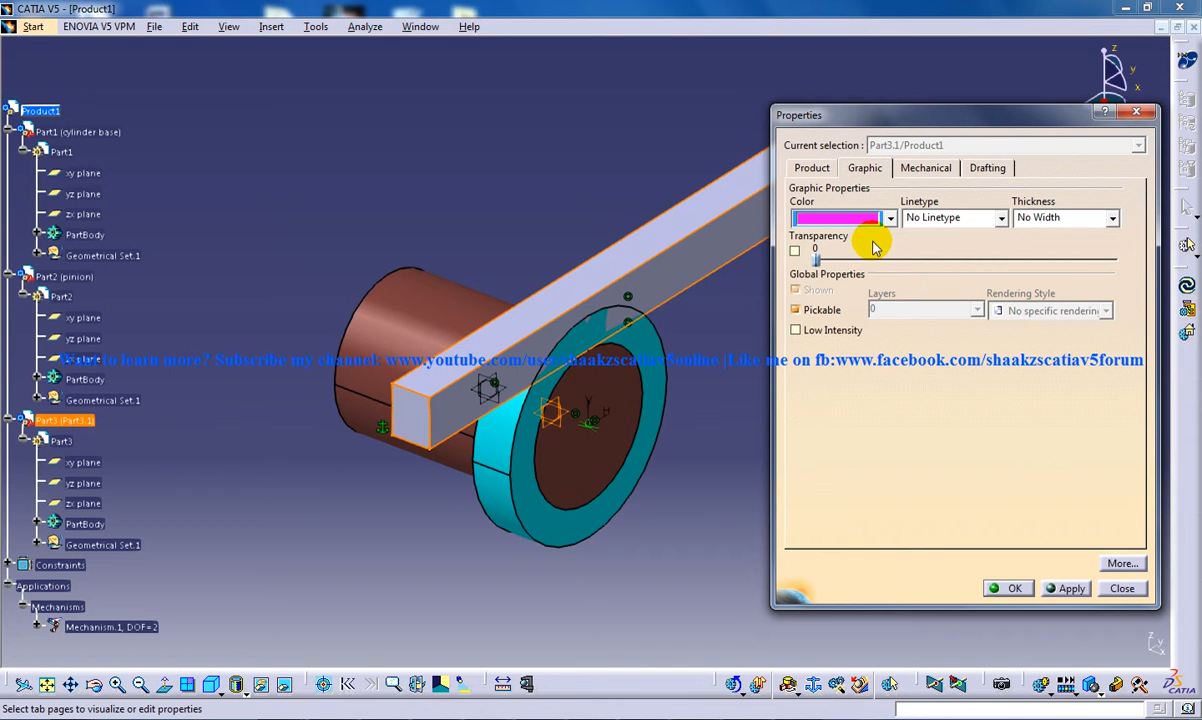 CATIA V5 - [Product1]
Start ENOVIA V5 VPM File Edit View Insert Tools Analyze Window Help
z
y
x
Product1
Part1 (cylinder base)
Part1
xy plane
yz plane
zx plane
PartBody
Geometrical Set.1
Part2 (pinion)
Part2
xy plane
yz plane
PartBody
Geometrical Set.1
Part3 (Part3.1)
Part3
xy plane
yz plane
zx plane
PartBody
Geometrical Set.1
Constraints
Applications
Mechanisms
Mechanism.1, DOF=2
Want to learn more? Subscribe my channel: www.youtube.com/user/shaakzscatiav5online |Like me on fb:www.facebook.com/shaakzscatiav5forum
Properties
Current selection : Part3.1/Product1
Product Graphic Mechanical Drafting
Graphic Properties
Color Linetype Thickness
No Linetype No Width
Transparency
0
Global Properties
Shown Layers Rendering Style
Pickable 0 No specific renderin
Low Intensity
More...
OK Apply Close
Select tab pages to visualize or edit properties